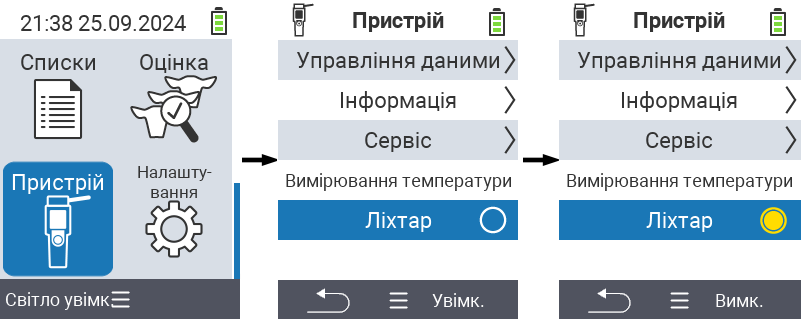 21:38 25.09.2024
Списки
Оцінка
Пристрій
Налашту-
вання
Світло увімк.
Пристрій
Управління даними
Інформація
Сервіс
Вимірювання температури
Ліхтар
Увімк.
Пристрій
Управління даними
Інформація
Сервіс
Вимірювання температури
Ліхтар
Вимк.